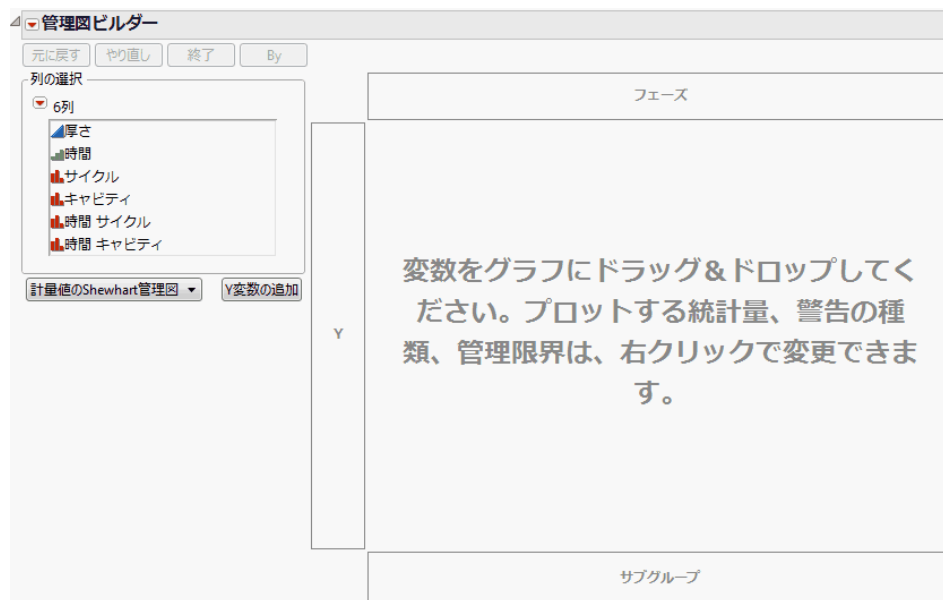 管理図ビルダー
元に戻す やり直し 終了 By
列の選択
6列
厚さ
時間
サイクル
キャビティ
時間 サイクル
時間 キャビティ
計量値のShewhart管理図 Y変数の追加
フェーズ
Y
変数をグラフにドラッグ&ドロップしてく
ださい。プロットする統計量、警告の種
類、管理限界は、右クリックで変更できま
す。
サブグループ